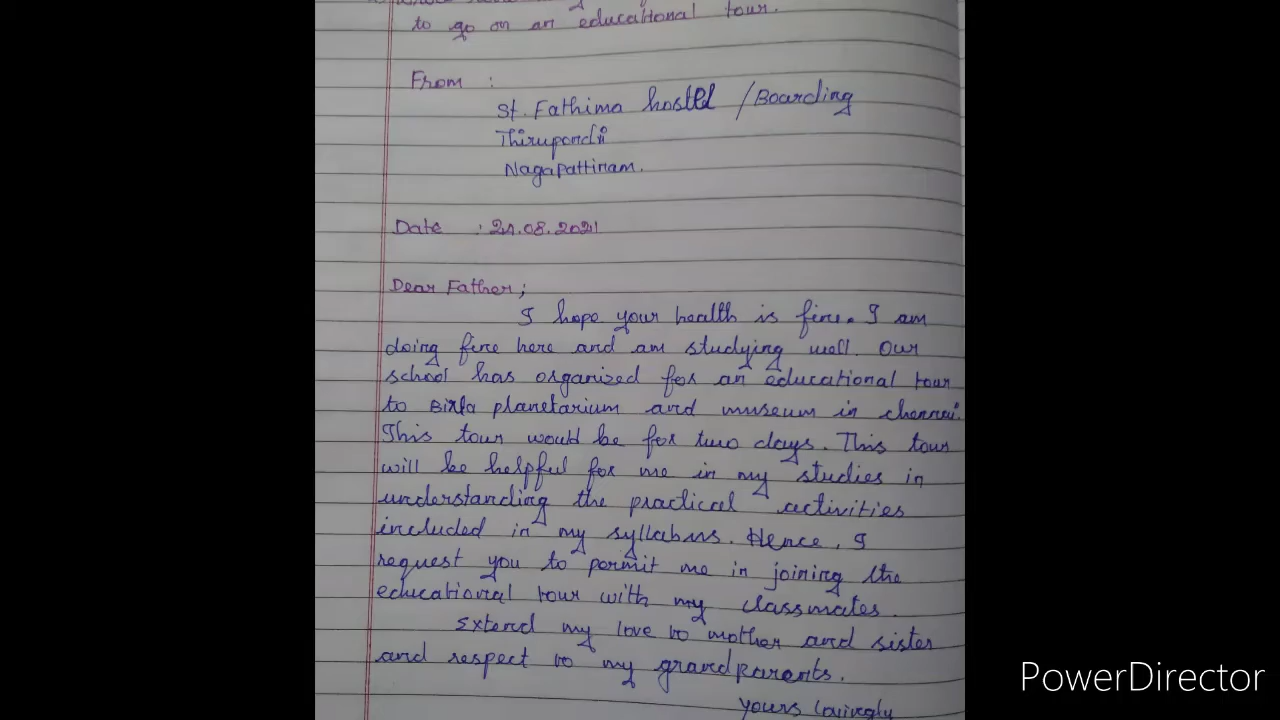 to go on an educational tour.
From :
St. Fathima hostel / Boarding
Thirupondi
Nagapattinam.
Date : 21.08.2021
Dear Father,
I hope your health is fine. I am
doing fine here and am studying well. Our
school has organized for an educational tour
to Birla planetarium and museum in chennai.
This tour would be for two days. This tour
will be helpful for me in my studies in
understanding the practical activities
included in my syllabus. Hence, I
request you to permit me in joining the
educational tour with my classmates.
Extend my love to mother and sister
and respect to my grandparents.
yours lovingly
PowerDirector